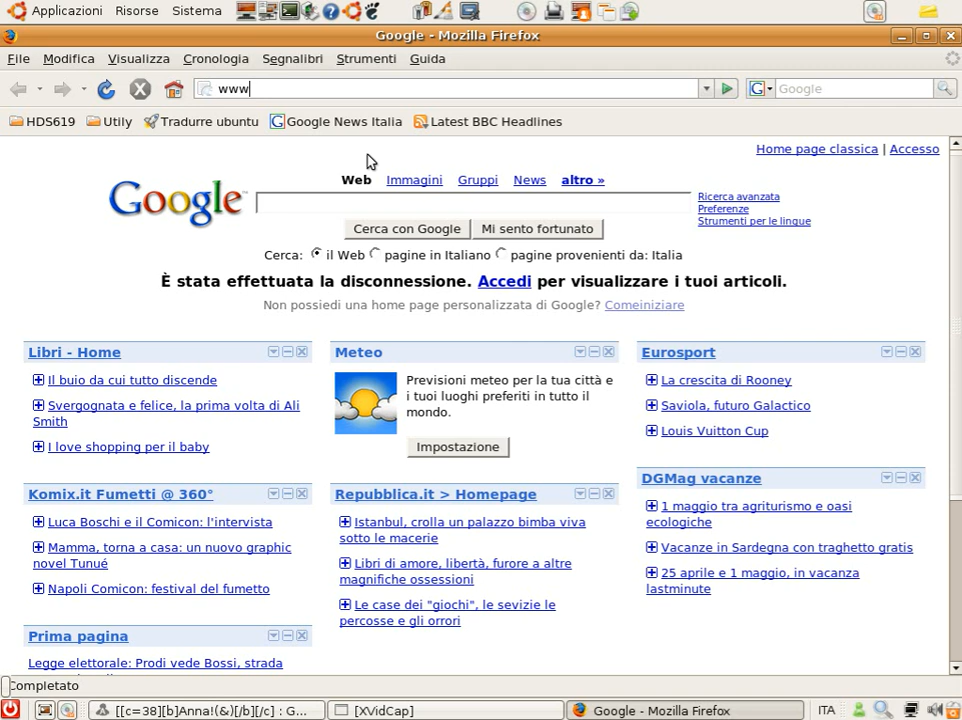 Applicazioni Risorse Sistema
Google - Mozilla Firefox
File Modifica Visualizza Cronologia Segnalibri Strumenti Guida
www Google
HDS619 Utily Tradurre ubuntu Google News Italia Latest BBC Headlines
Home page classica | Accesso
Web Immagini Gruppi News altro »
Google
Ricerca avanzata
Preferenze
Strumenti per le lingue
Cerca con Google Mi sento fortunato
Cerca: il Web pagine in Italiano pagine provenienti da: Italia
È stata effettuata la disconnessione. Accedi per visualizzare i tuoi articoli.
Non possiedi una home page personalizzata di Google? Comeiniziare
Libri - Home
Il buio da cui tutto discende
Svergognata e felice, la prima volta di Ali
Smith
I love shopping per il baby
Komix.it Fumetti @ 360°
Luca Boschi e il Comicon: l'intervista
Mamma, torna a casa: un nuovo graphic
novel Tunué
Napoli Comicon: festival del fumetto
Prima pagina
Legge elettorale: Prodi vede Bossi, strada
Meteo
Previsioni meteo per la tua città e
i tuoi luoghi preferiti in tutto il
mondo.
Impostazione
Repubblica.it > Homepage
Istanbul, crolla un palazzo bimba viva
sotto le macerie
Libri di amore, libertà, furore a altre
magnifiche ossessioni
Le case dei "giochi", le sevizie le
percosse e gli orrori
Eurosport
La crescita di Rooney
Saviola, futuro Galactico
Louis Vuitton Cup
DGMag vacanze
1 maggio tra agriturismo e oasi
ecologiche
Vacanze in Sardegna con traghetto gratis
25 aprile e 1 maggio, in vacanza
lastminute
Completato
[[c=38][b]Anna!(&)[/b][/c] : G... [XVidCap] Google - Mozilla Firefox ITA